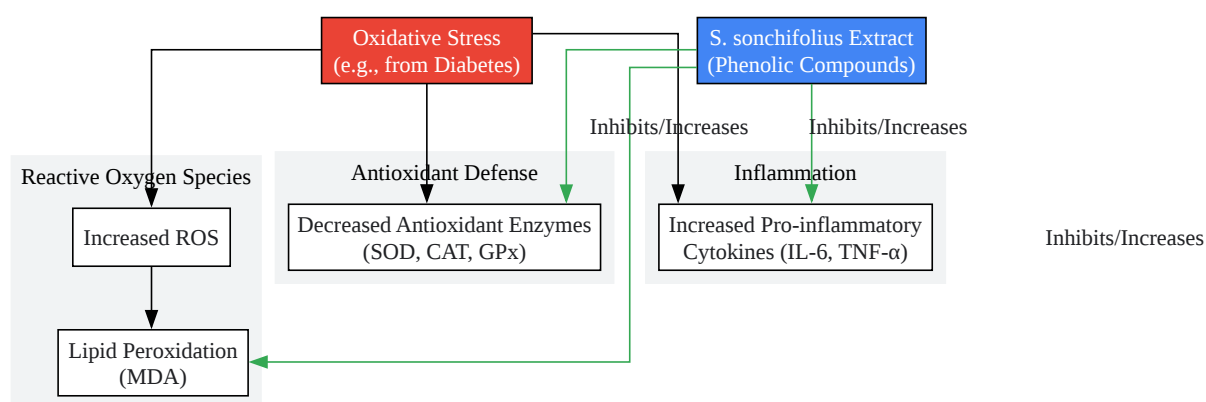 Oxidative Stress
(e.g., from Diabetes)
S. sonchifolius Extract
(Phenolic Compounds)
Inhibits/Increases
Inhibits/Increases
Reactive Oxygen Species
Antioxidant Defense
Inflammation
Increased ROS
Decreased Antioxidant Enzymes
(SOD, CAT, GPx)
Increased Pro-inflammatory
Cytokines (IL-6, TNF-α)
Inhibits/Increases
Lipid Peroxidation
(MDA)